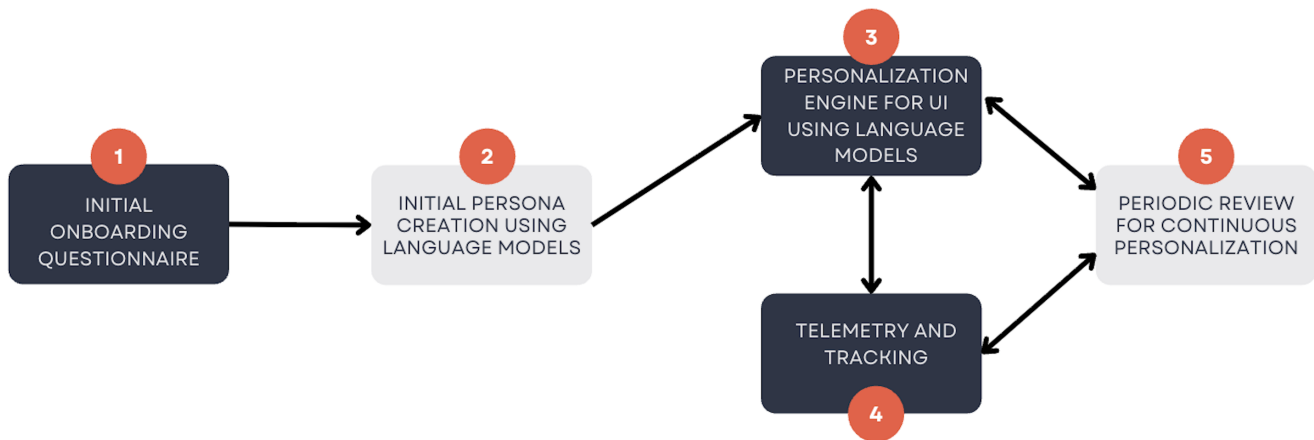 1
INITIAL
ONBOARDING
QUESTIONNAIRE
2
INITIAL PERSONA
CREATION USING
LANGUAGE MODELS
3
PERSONALIZATION
ENGINE FOR UI
USING LANGUAGE
MODELS
TELEMETRY AND
TRACKING
4
5
PERIODIC REVIEW
FOR CONTINUOUS
PERSONALIZATION